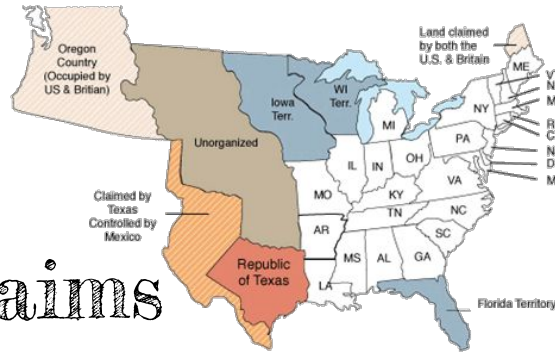 Oregon
Country
(Occupied by
US & Britian)
Land claimed
by both the
U.S. & Britain
ME
WI
Terr.
Iowa
Terr.
MI
NY
Unorganized
PA
IL
IN
OH
VA
MO
KY
NC
TN
Claimed by
Texas
Controlled by
Mexico
AR
SC
MS
AL
GA
Republic
of Texas
LA
aims
Florida Territory